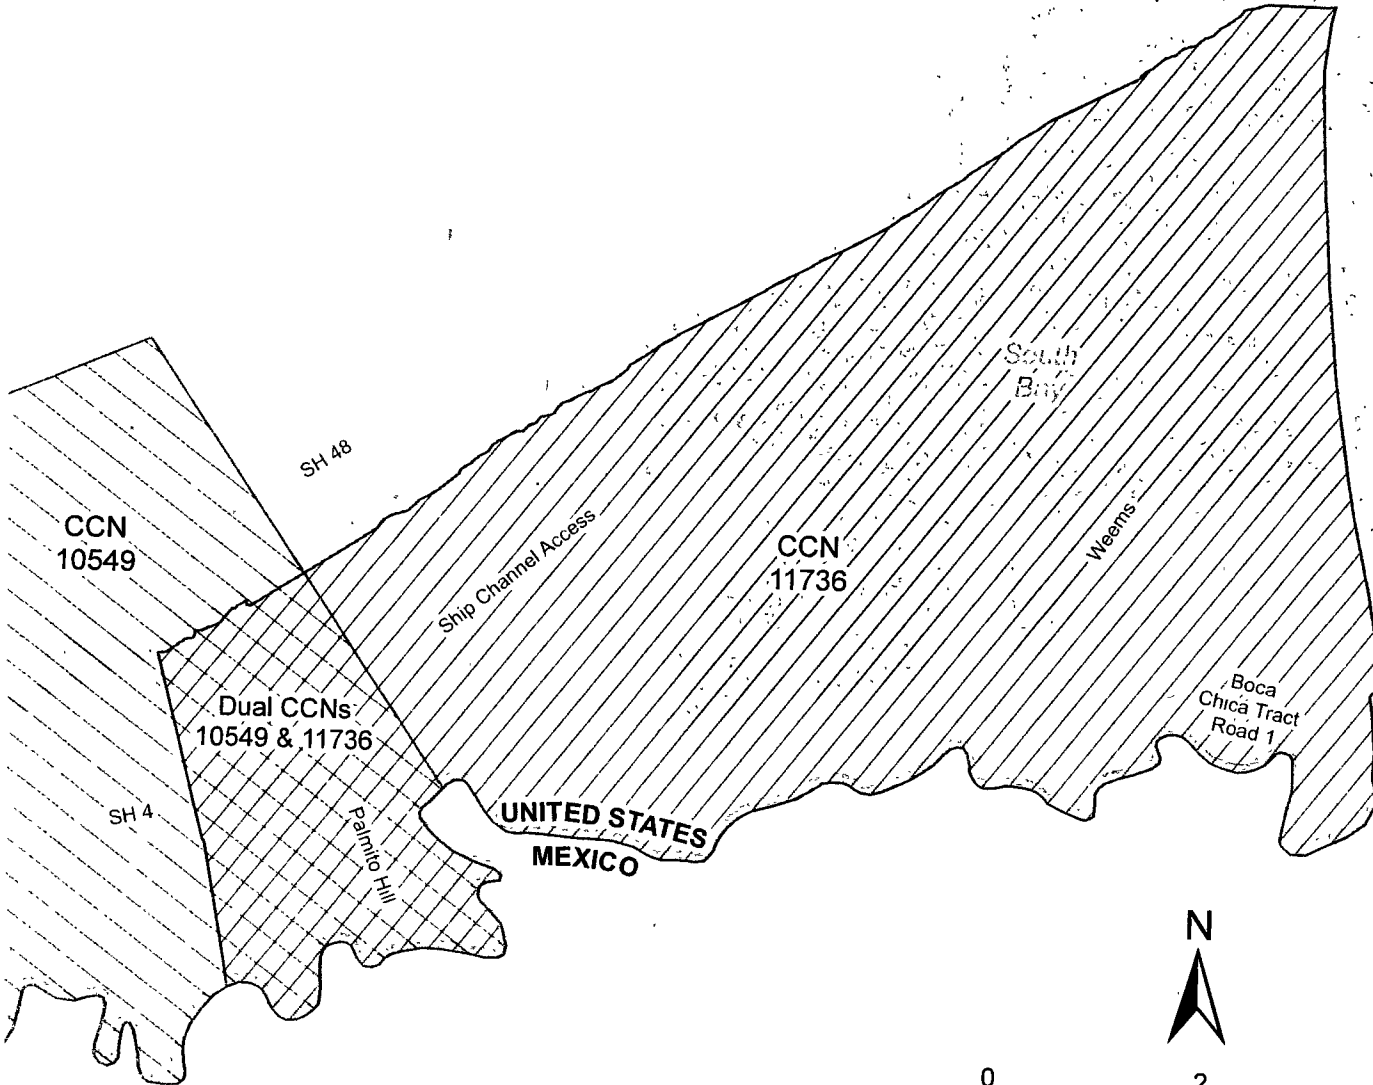 South
Bay
SH 48
CCN
10549
Ship Channel Access
CCN
11736
Weems
Dual CCNs
10549 & 11736
Boca
Chica Tract
Road 1
SH 4
Palmito Hill
UNITED STATES
MEXICO
N
0 2